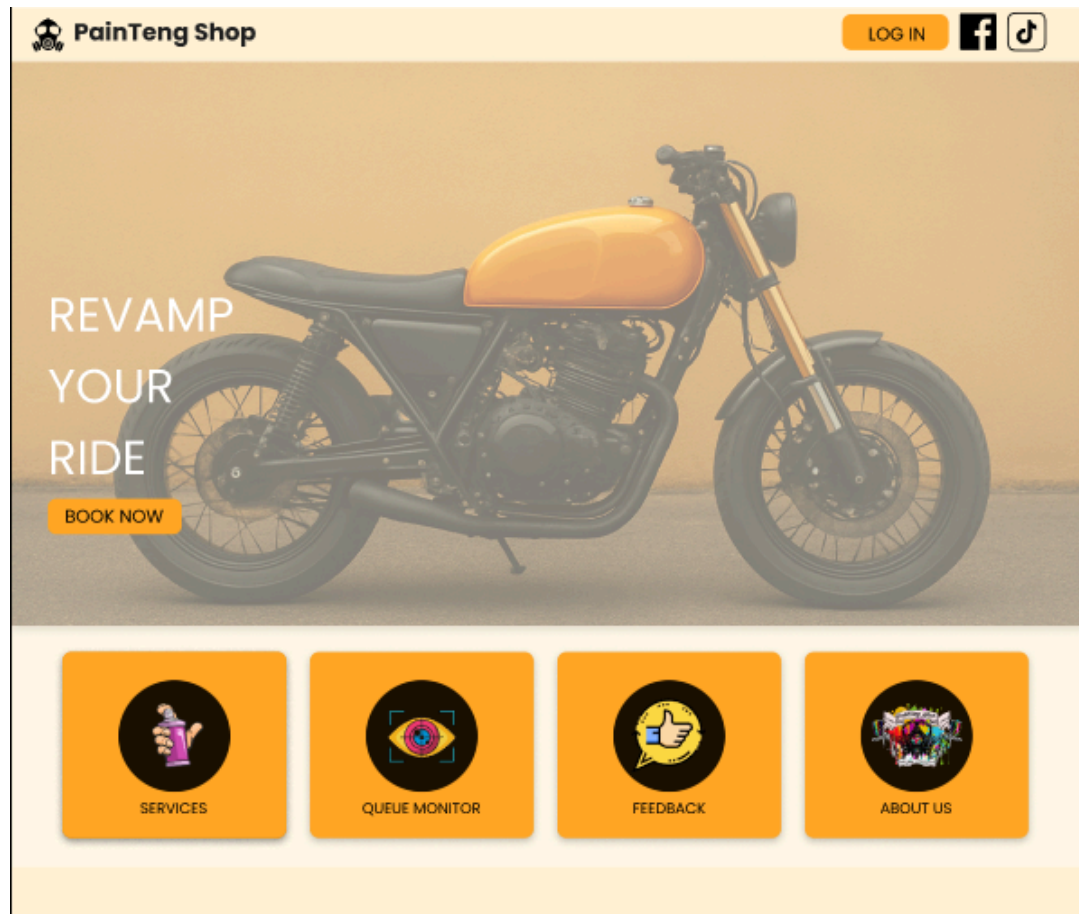 PainTeng Shop
LOG IN
REVAMP
YOUR
RIDE
BOOK NOW
SERVICES
QUEUE MONITOR
FEEDBACK
ABOUT US